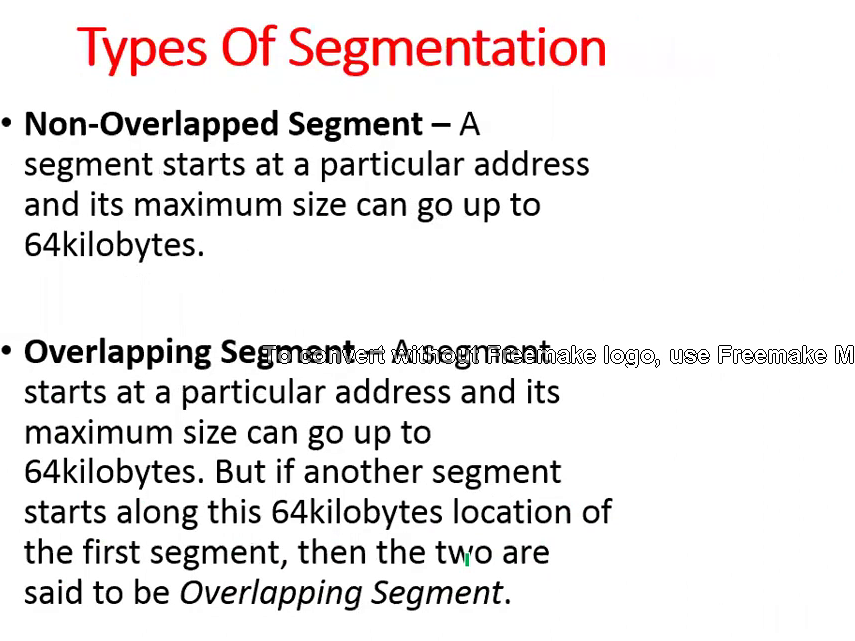 Types Of Segmentation
• Non-Overlapped Segment – A
segment starts at a particular address
and its maximum size can go up to
64kilobytes.
• Overlapping Segment – A segment
To convert without Freemake logo, use Freemake M
starts at a particular address and its
maximum size can go up to
64kilobytes. But if another segment
starts along this 64kilobytes location of
the first segment, then the two are
said to be Overlapping Segment.